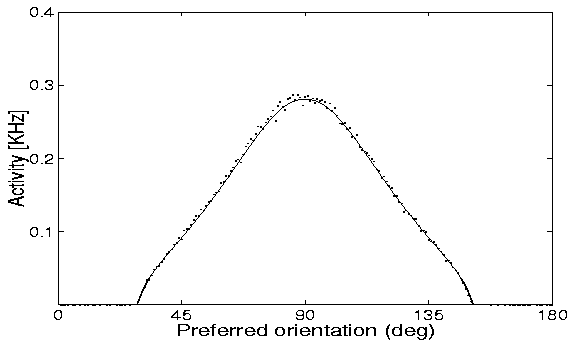 0.4
0.3
0.2
0.1
Activity [KHz]
0 45 90 135 180
Preferred orientation (deg)